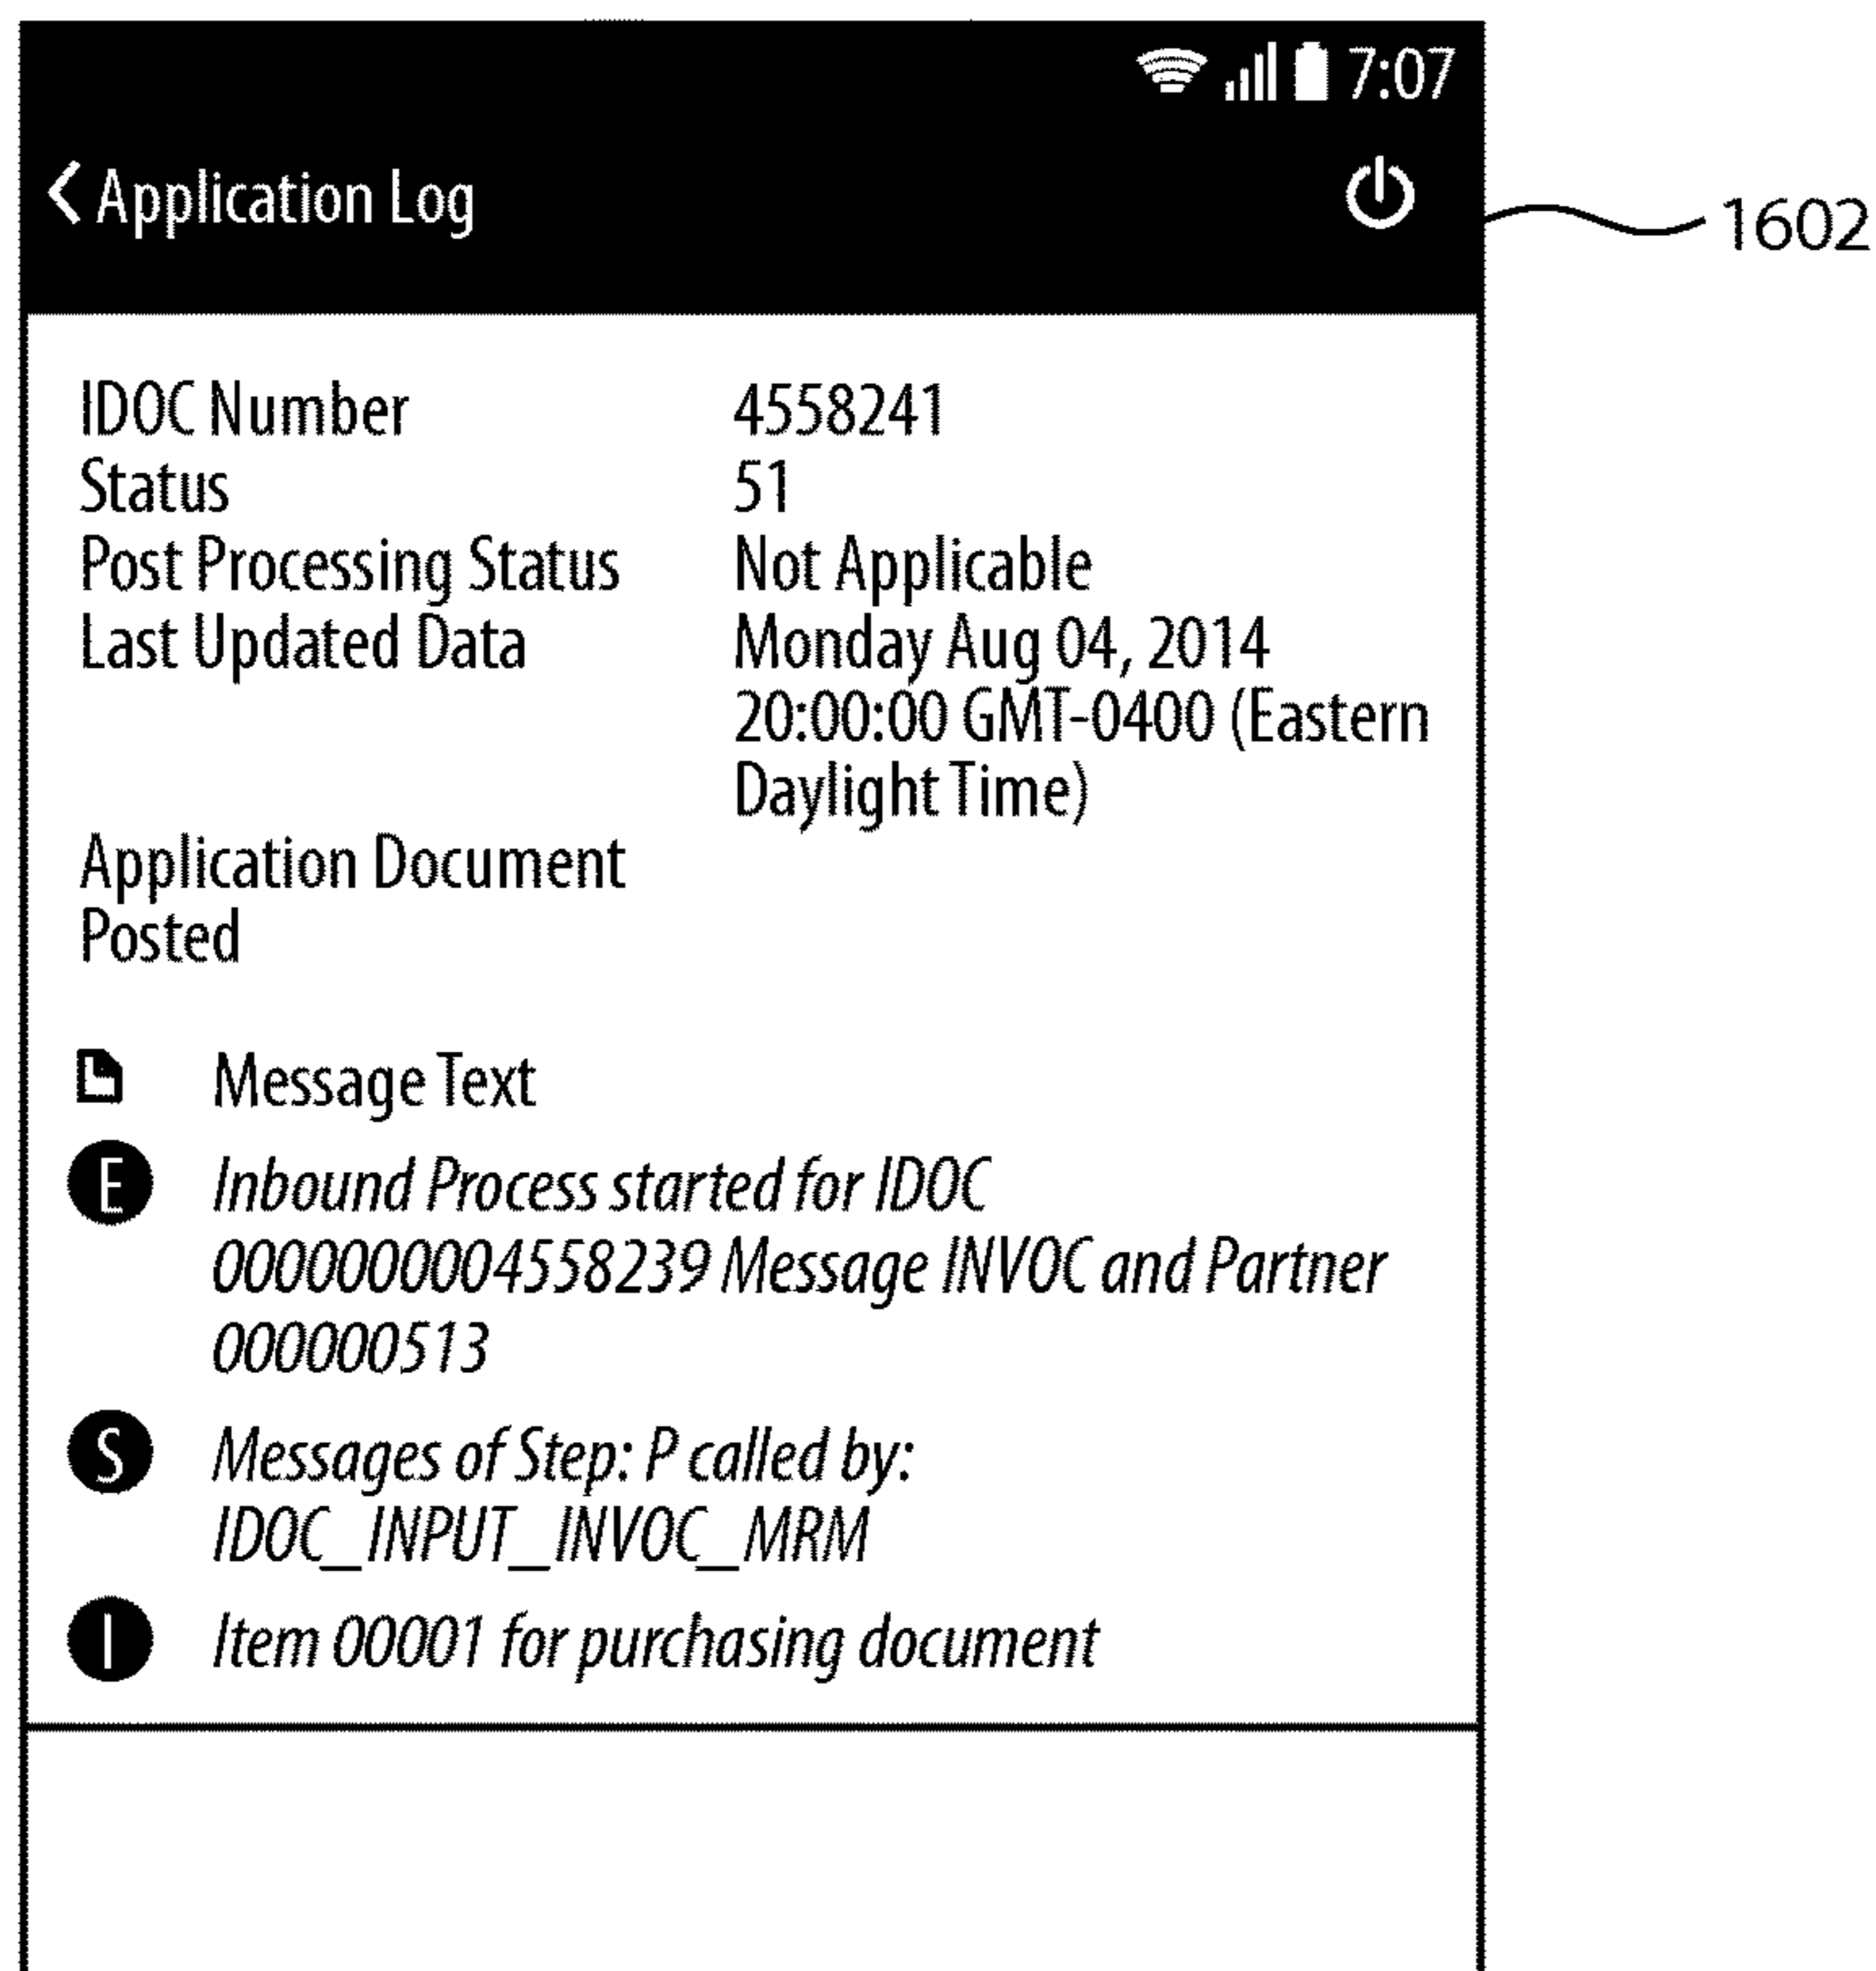 7:07
Application Log
1602
IDOC Number 4558241
Status 51
Post Processing Status Not Applicable
Last Updated Data Monday Aug 04, 2014
20:00:00 GMT-0400 (Eastern
Daylight Time)
Application Document
Posted
Message Text
E Inbound Process started for IDOC
0000000004558239 Message INVOC and Partner
000000513
S Messages of Step: P called by:
IDOC_INPUT_INVOC_MRM
I Item 00001 for purchasing document